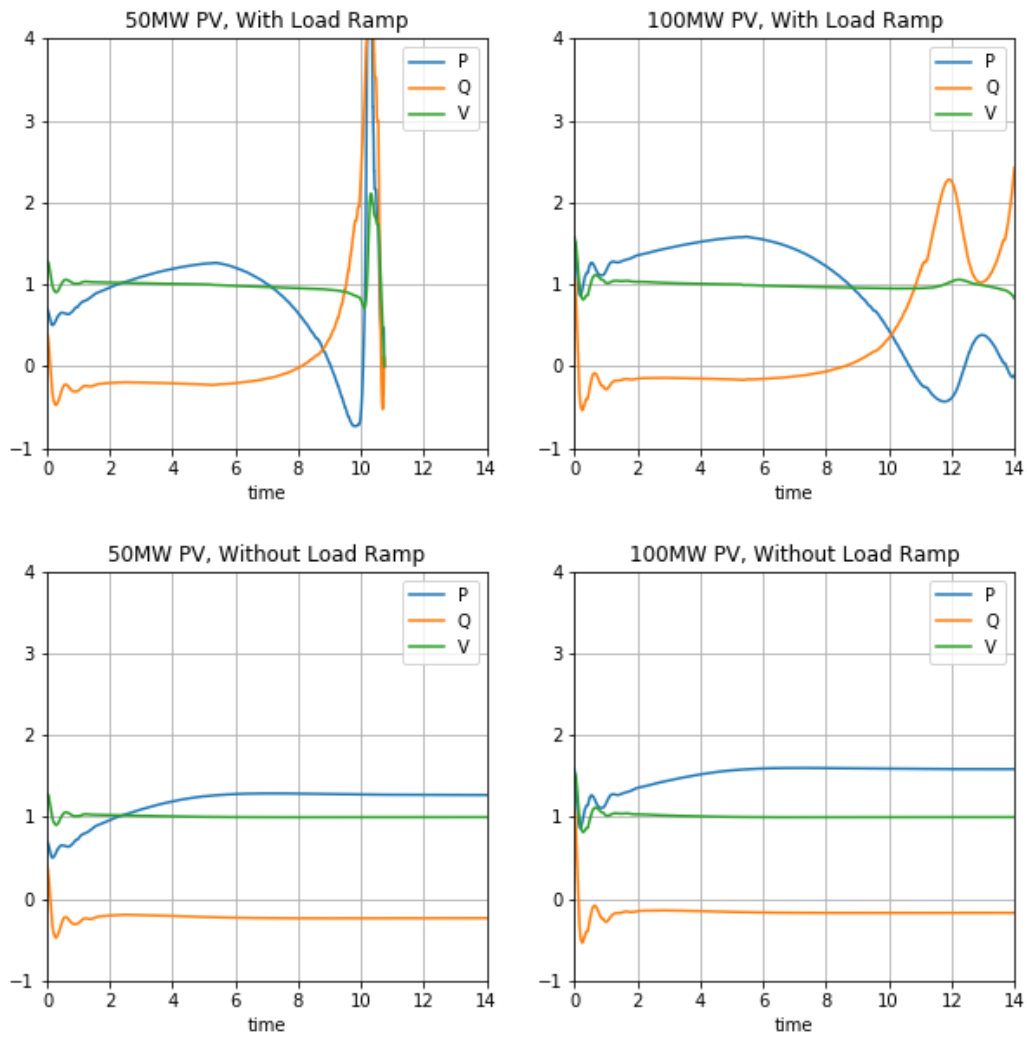 50MW PV, With Load Ramp
4
3
2
1
0
−1
P
Q
V
0 2 4 6 8 10 12 14
time
100MW PV, With Load Ramp
4
3
2
1
0
−1
P
Q
V
0 2 4 6 8 10 12 14
time
50MW PV, Without Load Ramp
4
3
2
1
0
−1
P
Q
V
0 2 4 6 8 10 12 14
time
100MW PV, Without Load Ramp
4
3
2
1
0
−1
P
Q
V
0 2 4 6 8 10 12 14
time